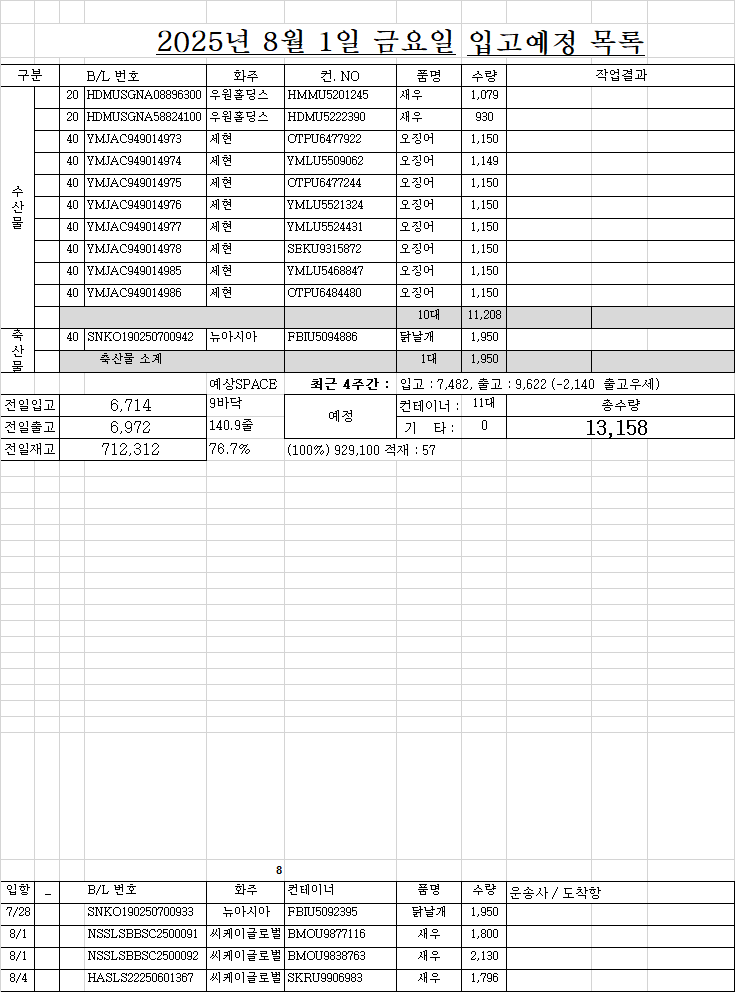 2025년 8월 1일 금요일 입고예정 목록
구분 B/L 번호 화주 컨. NO 품명 수량 작업결과
수산물
20 HDMUSGNA08896300 우원홀딩스 HMMU5201245 새우 1,079
20 HDMUSGNA58824100 우원홀딩스 HDMU5222390 새우 930
40 YMJAC949014973 세현 OTPU6477922 오징어 1,150
40 YMJAC949014974 세현 YMLU5509062 오징어 1,149
40 YMJAC949014975 세현 OTPU6477244 오징어 1,150
40 YMJAC949014976 세현 YMLU5521324 오징어 1,150
40 YMJAC949014977 세현 YMLU5524431 오징어 1,150
40 YMJAC949014978 세현 SEKU9315872 오징어 1,150
40 YMJAC949014985 세현 YMLU5468847 오징어 1,150
40 YMJAC949014986 세현 OTPU6484480 오징어 1,150
10대 11,208
축산물
40 SNKO190250700942 뉴아시아 FBIU5094886 닭날개 1,950
축산물 소계 1대 1,950
예상SPACE 최근 4주간 : 입고 : 7,482, 출고 : 9,622 (-2,140 출고우세)
전일입고 6,714 9바닥 예정 컨테이너 : 11대 총수량
전일출고 6,972 140.9줄 기 타 : 0 13,158
전일재고 712,312 76.7% (100%) 929,100 적재 : 57
8
입항 _ B/L 번호 화주 컨테이너 품명 수량 운송사 / 도착항
7/28 SNKO190250700933 뉴아시아 FBIU5092395 닭날개 1,950
8/1 NSSLSBBSC2500091 씨케이글로벌 BMOU9877116 새우 1,800
8/1 NSSLSBBSC2500092 씨케이글로벌 BMOU9838763 새우 2,130
8/4 HASLS22250601367 씨케이글로벌 SKRU9906983 새우 1,796